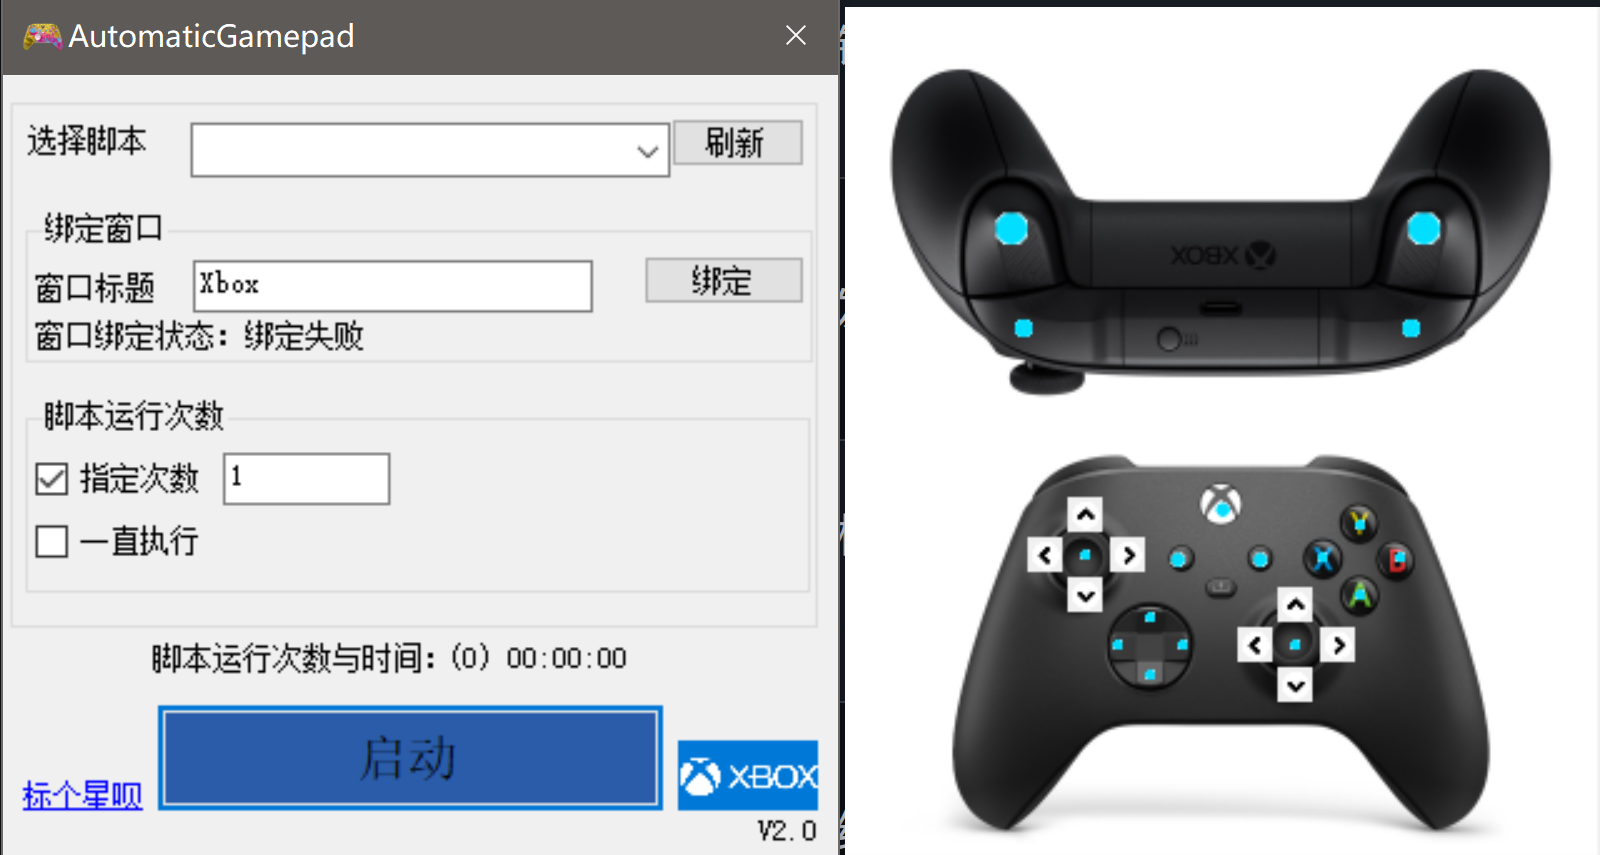 AutomaticGamepad
选择脚本
刷新
绑定窗口
窗口标题
Xbox
绑定
窗口绑定状态：绑定失败
脚本运行次数
指定次数
1
一直执行
脚本运行次数与时间：(0) 00:00:00
启动
标个星呗
XBOX
V2.0
XBOX
Y
X
B
A